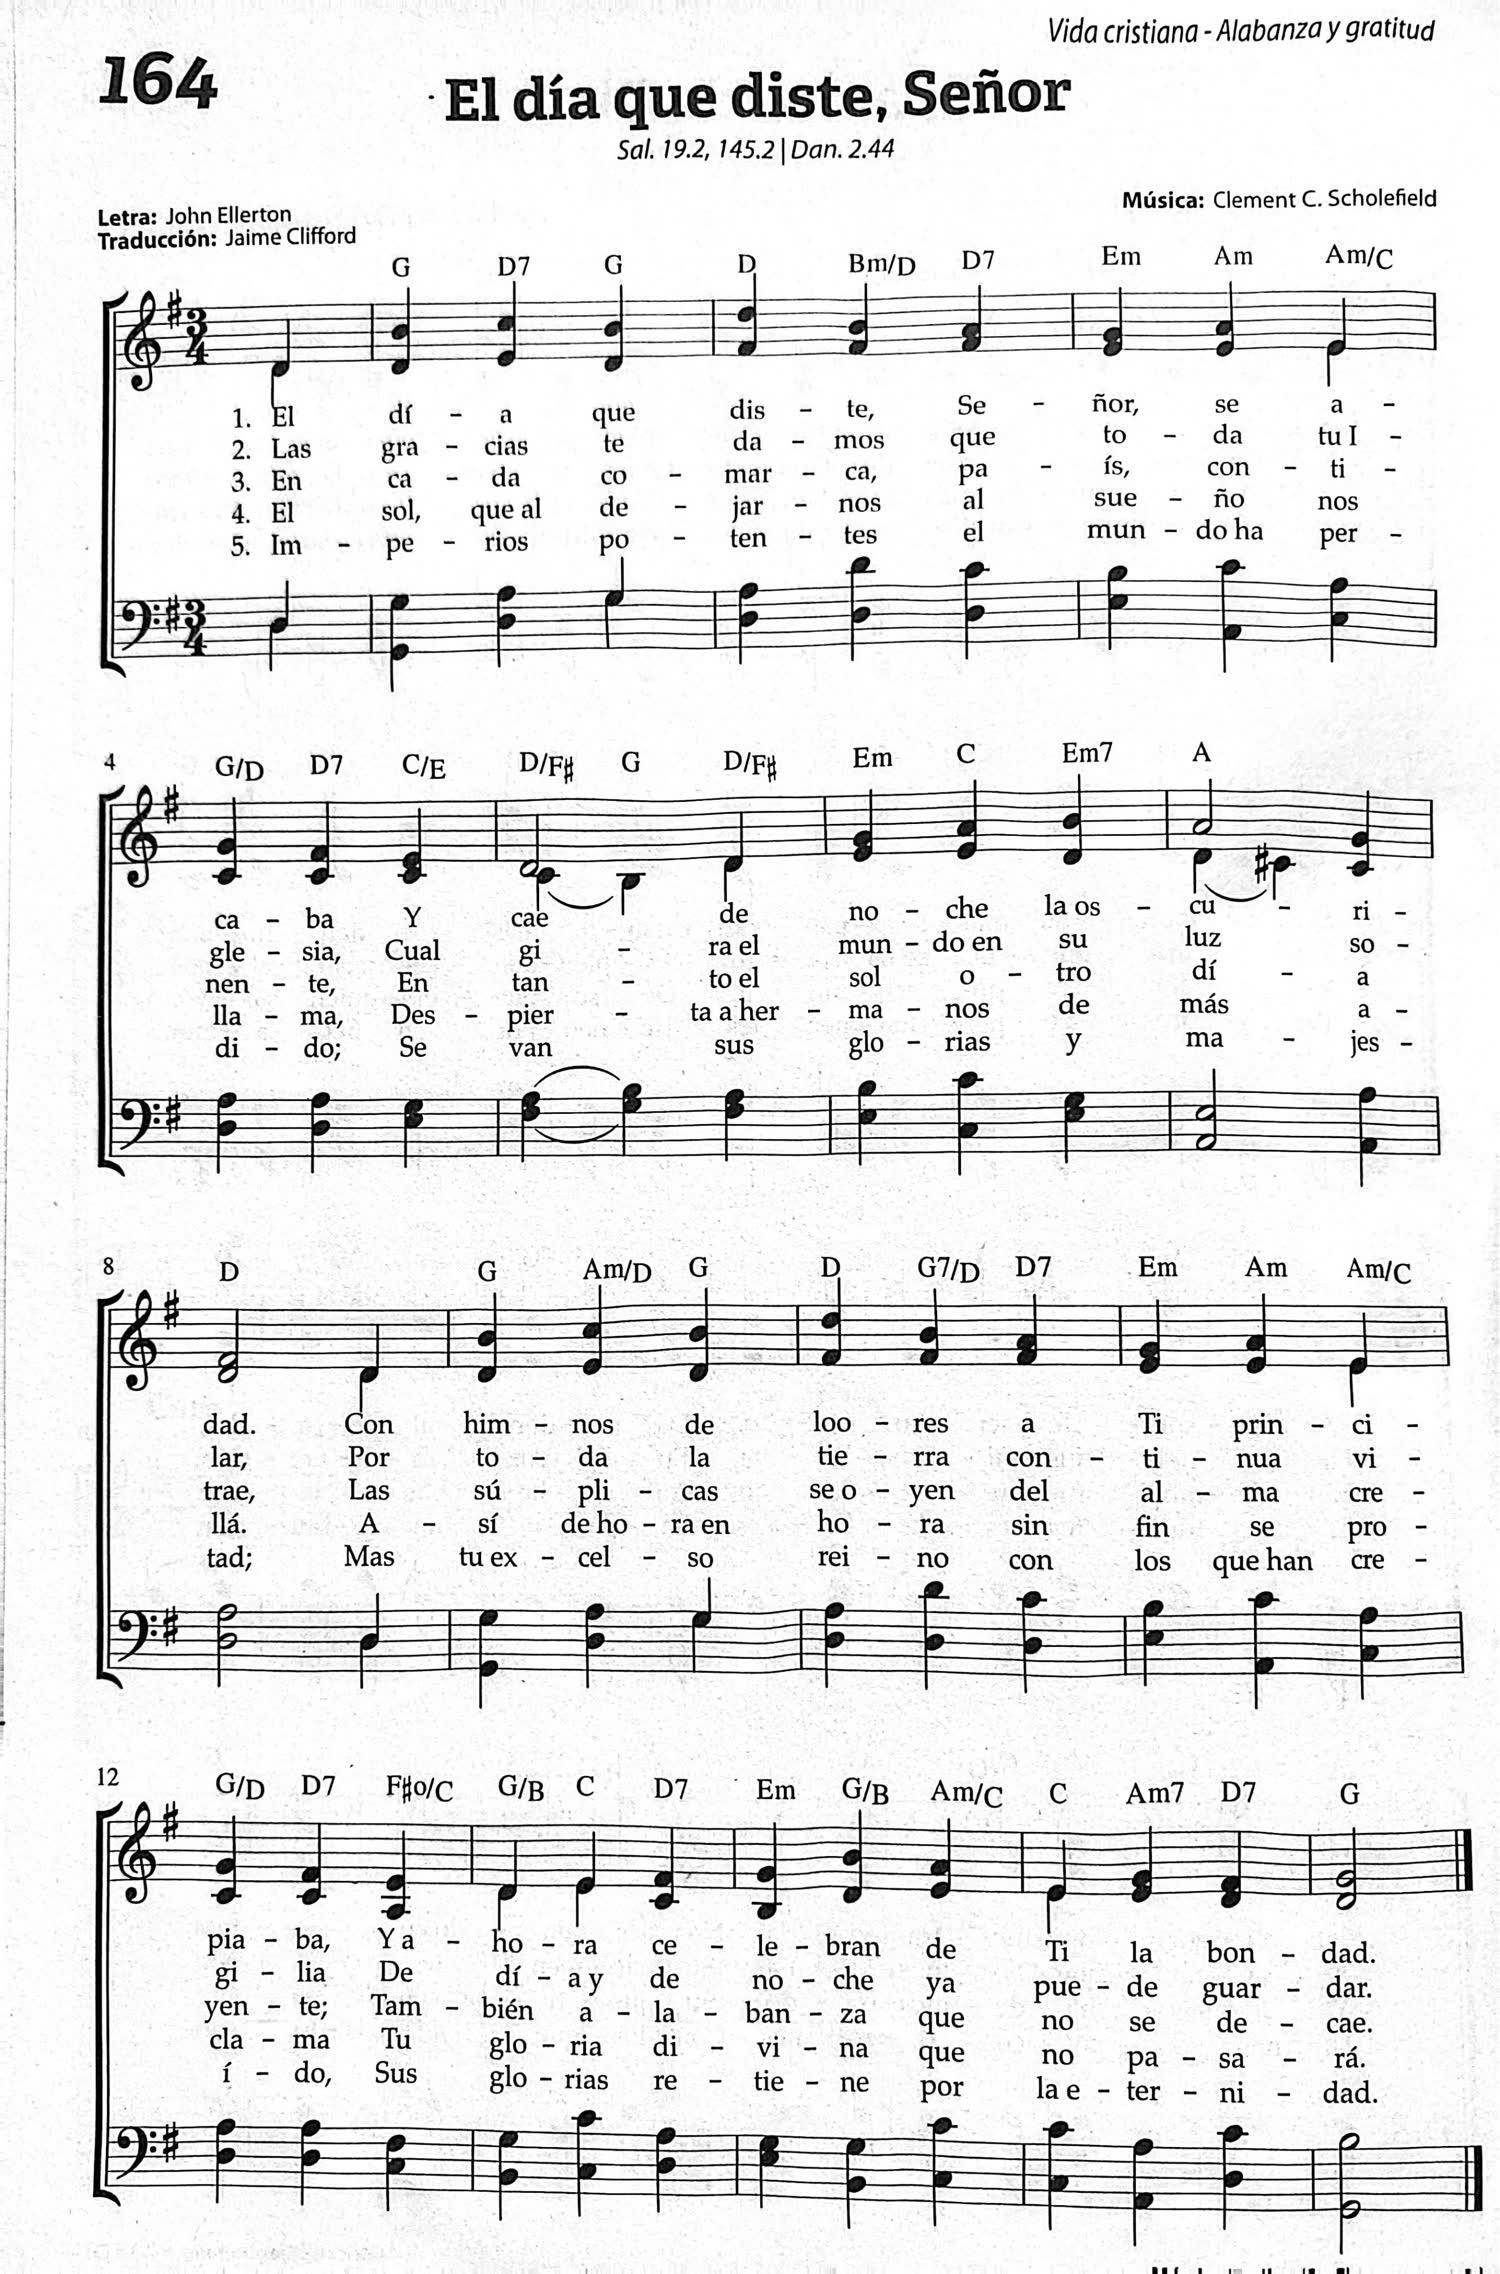 Vida cristiana - Alabanza y gratitud
164
El día que diste, Señor
Sal. 19.2, 145.2 | Dan. 2.44
Letra: John Ellerton
Música: Clement C. Scholefield
Traducción: Jaime Clifford
G D7 G D Bm/D D7 Em Am Am/C
3 4
1. El dí - a que dis - te, Se - ñor, se a -
2. Las gra - cias te da - mos que to - da tu I -
3. En ca - da co - mar - ca, pa - ís, con - ti -
4. El sol, que al de - jar - nos al sue - ño nos
5. Im - pe - rios po - ten - tes el mun - do ha per -
3 4
4 G/D D7 C/E D/F# G D/F# Em C Em7 A
ca - ba Y cae de no - che la os - cu - ri -
gle - sia, Cual gi - ra el mun - do en su luz so -
nen - te, En tan - to el sol o - tro dí - a
lla - ma, Des - pier - ta a her - ma - nos de más a -
di - do; Se van sus glo - rias y ma - jes -
8 D G Am/D G D G7/D D7 Em Am Am/C
dad. Con him - nos de loo - res a Ti prin - ci -
lar, Por to - da la tie - rra con - ti - nua vi -
trae, Las sú - pli - cas se o - yen del al - ma cre -
llá. A - sí de ho - ra en ho - ra sin fin se pro -
tad; Mas tu ex - cel - so rei - no con los que han cre -
12 G/D D7 F#o/C G/B C D7 Em G/B Am/C C Am7 D7 G
pia - ba, Y a - ho - ra ce - le - bran de Ti la bon - dad.
gi - lia De dí - a y de no - che ya pue - de guar - dar.
yen - te; Tam - bién a - la - ban - za que no se de - cae.
cla - ma Tu glo - ria di - vi - na que no pa - sa - rá.
í - do, Sus glo - rias re - tie - ne por la e - ter - ni - dad.